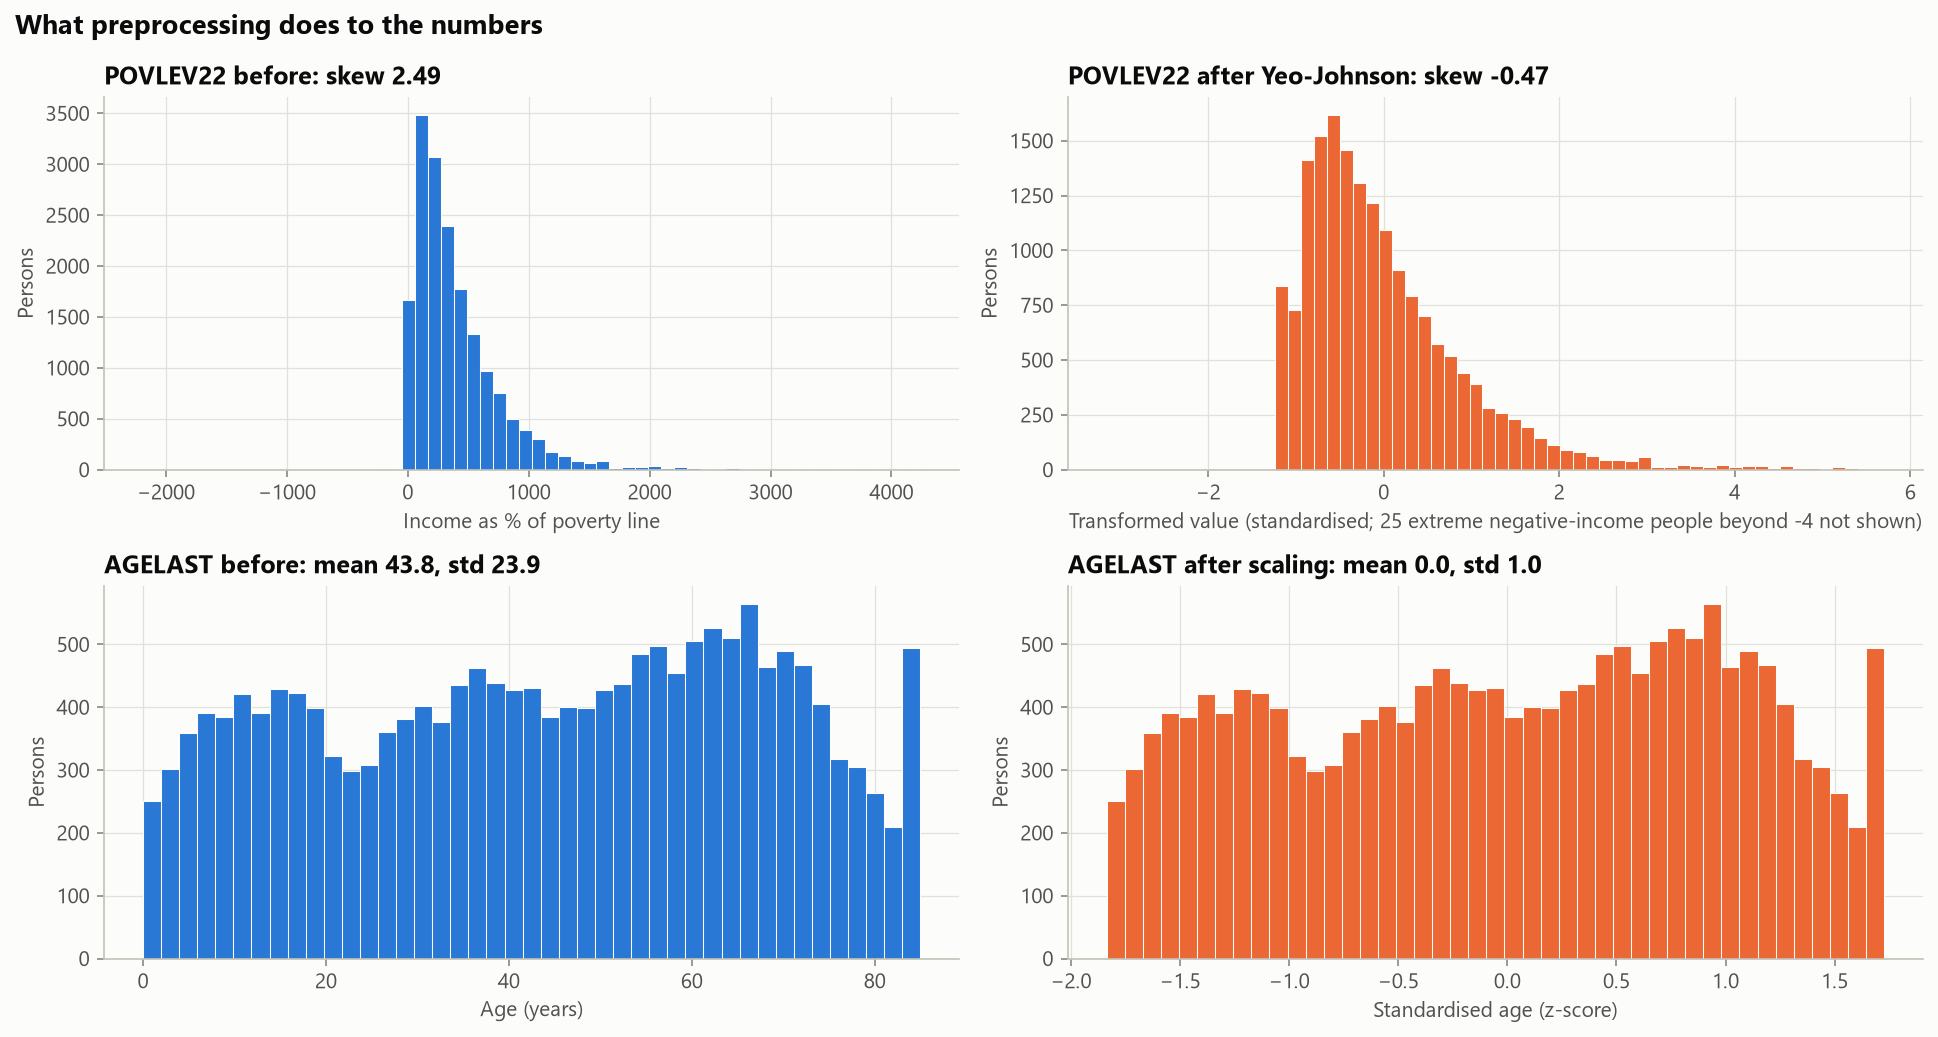 What preprocessing does to the numbers
POVLEV22 before: skew 2.49
3500
3000
2500
2000
1500
1000
500
0
Persons
−2000 −1000 0 1000 2000 3000 4000
Income as % of poverty line
POVLEV22 after Yeo-Johnson: skew -0.47
1500
1250
1000
750
500
250
0
Persons
−2 0 2 4 6
Transformed value (standardised; 25 extreme negative-income people beyond -4 not shown)
AGELAST before: mean 43.8, std 23.9
500
400
300
200
100
0
Persons
0 20 40 60 80
Age (years)
AGELAST after scaling: mean 0.0, std 1.0
500
400
300
200
100
0
Persons
−2.0 −1.5 −1.0 −0.5 0.0 0.5 1.0 1.5
Standardised age (z-score)